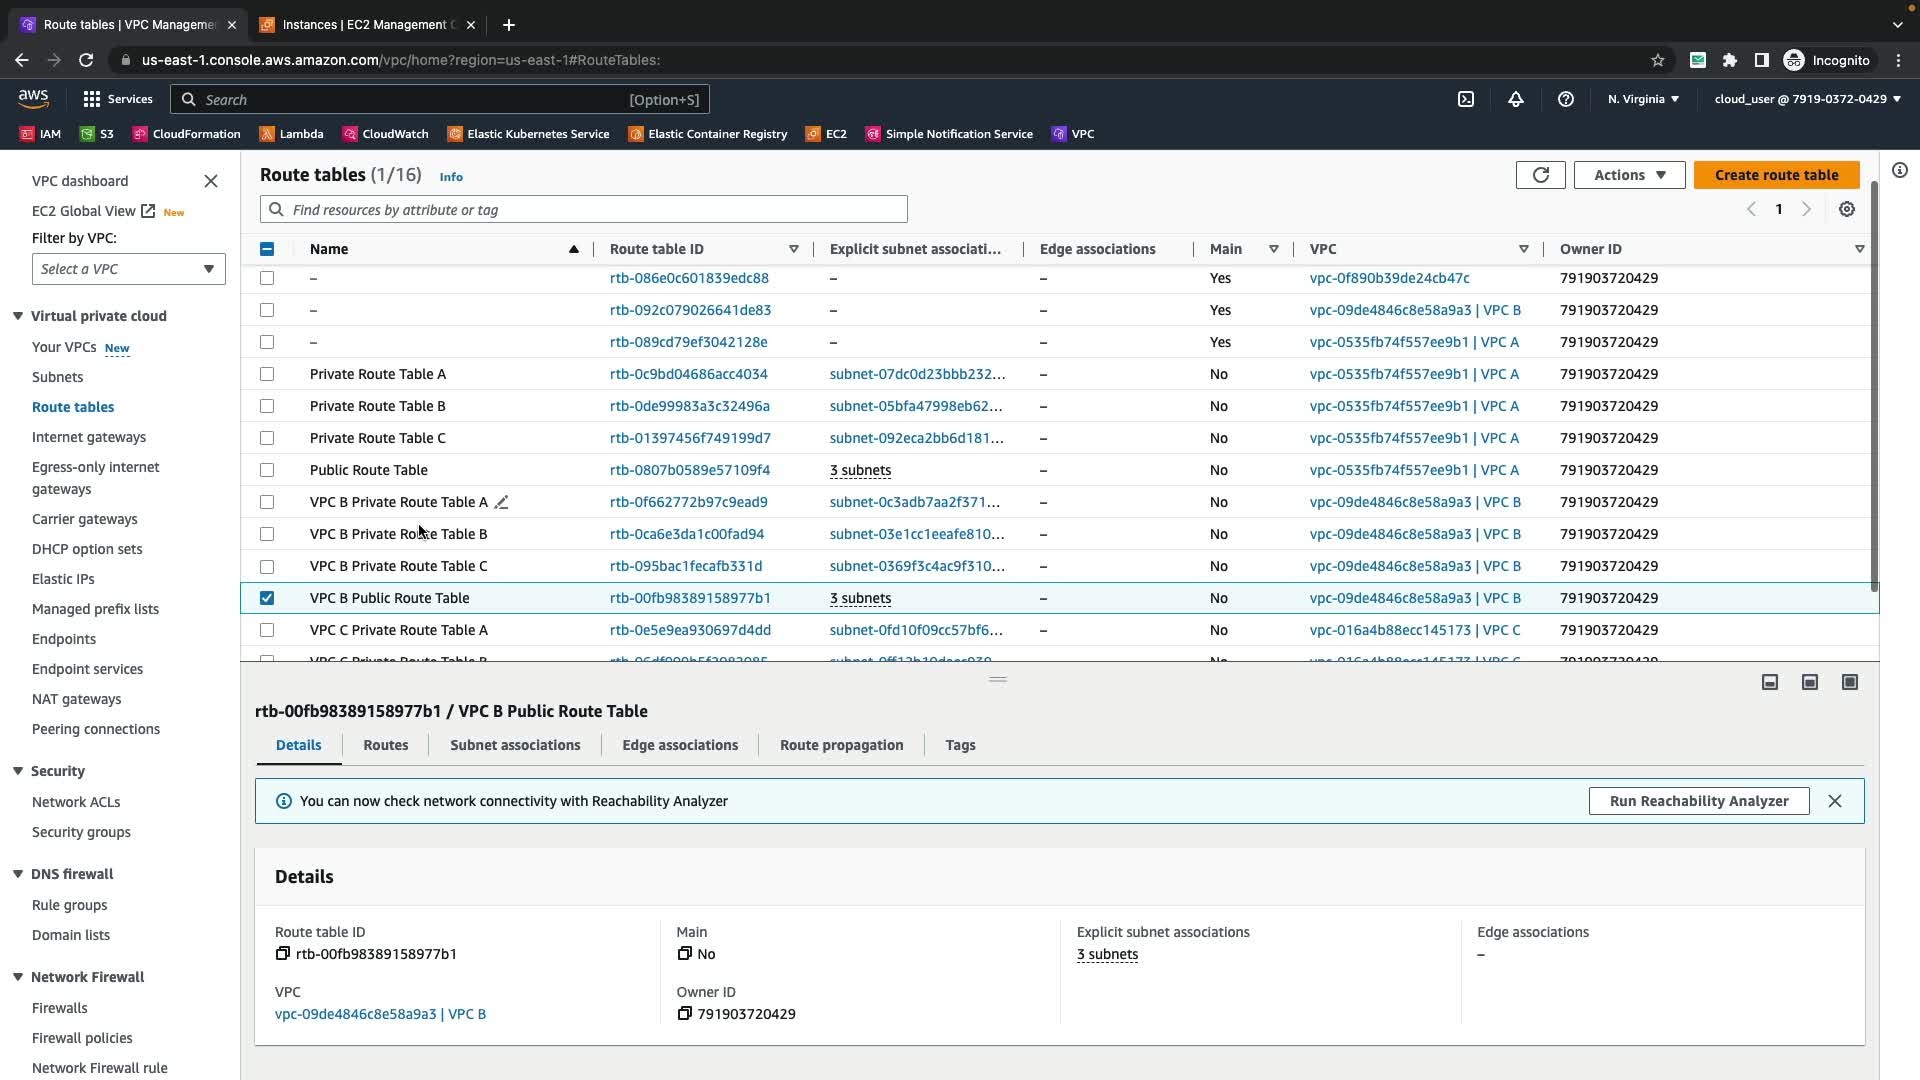 Route tables | VPC Manageme
Instances | EC2 Management C
us-east-1.console.aws.amazon.com/vpc/home?region=us-east-1#RouteTables:
Incognito
aws
Services
Search
[Option+S]
N. Virginia
cloud_user @ 7919-0372-0429
IAM
S3
CloudFormation
Lambda
CloudWatch
Elastic Kubernetes Service
Elastic Container Registry
EC2
Simple Notification Service
VPC
VPC dashboard
EC2 Global View New
Filter by VPC:
Select a VPC
Virtual private cloud
Your VPCs New
Subnets
Route tables
Internet gateways
Egress-only internet
gateways
Carrier gateways
DHCP option sets
Elastic IPs
Managed prefix lists
Endpoints
Endpoint services
NAT gateways
Peering connections
Security
Network ACLs
Security groups
DNS firewall
Rule groups
Domain lists
Network Firewall
Firewalls
Firewall policies
Network Firewall rule
Route tables (1/16) Info
Actions
Create route table
Find resources by attribute or tag
1
Name Route table ID Explicit subnet associati... Edge associations Main VPC Owner ID
– rtb-086e0c601839edc88 – – Yes vpc-0f890b39de24cb47c 791903720429
– rtb-092c079026641de83 – – Yes vpc-09de4846c8e58a9a3 | VPC B 791903720429
– rtb-089cd79ef3042128e – – Yes vpc-0535fb74f557ee9b1 | VPC A 791903720429
Private Route Table A rtb-0c9bd04686acc4034 subnet-07dc0d23bbb232... – No vpc-0535fb74f557ee9b1 | VPC A 791903720429
Private Route Table B rtb-0de99983a3c32496a subnet-05bfa47998eb62... – No vpc-0535fb74f557ee9b1 | VPC A 791903720429
Private Route Table C rtb-01397456f749199d7 subnet-092eca2bb6d181... – No vpc-0535fb74f557ee9b1 | VPC A 791903720429
Public Route Table rtb-0807b0589e57109f4 3 subnets – No vpc-0535fb74f557ee9b1 | VPC A 791903720429
VPC B Private Route Table A rtb-0f662772b97c9ead9 subnet-0c3adb7aa2f371... – No vpc-09de4846c8e58a9a3 | VPC B 791903720429
VPC B Private Route Table B rtb-0ca6e3da1c00fad94 subnet-03e1cc1eeafe810... – No vpc-09de4846c8e58a9a3 | VPC B 791903720429
VPC B Private Route Table C rtb-095bac1fecafb331d subnet-0369f3c4ac9f310... – No vpc-09de4846c8e58a9a3 | VPC B 791903720429
VPC B Public Route Table rtb-00fb98389158977b1 3 subnets – No vpc-09de4846c8e58a9a3 | VPC B 791903720429
VPC C Private Route Table A rtb-0e5e9ea930697d4dd subnet-0fd10f09cc57bf6... – No vpc-016a4b88ecc145173 | VPC C 791903720429
rtb-00fb98389158977b1 / VPC B Public Route Table
Details Routes Subnet associations Edge associations Route propagation Tags
You can now check network connectivity with Reachability Analyzer
Run Reachability Analyzer
Details
Route table ID
rtb-00fb98389158977b1
Main
No
Explicit subnet associations
3 subnets
Edge associations
–
VPC
vpc-09de4846c8e58a9a3 | VPC B
Owner ID
791903720429